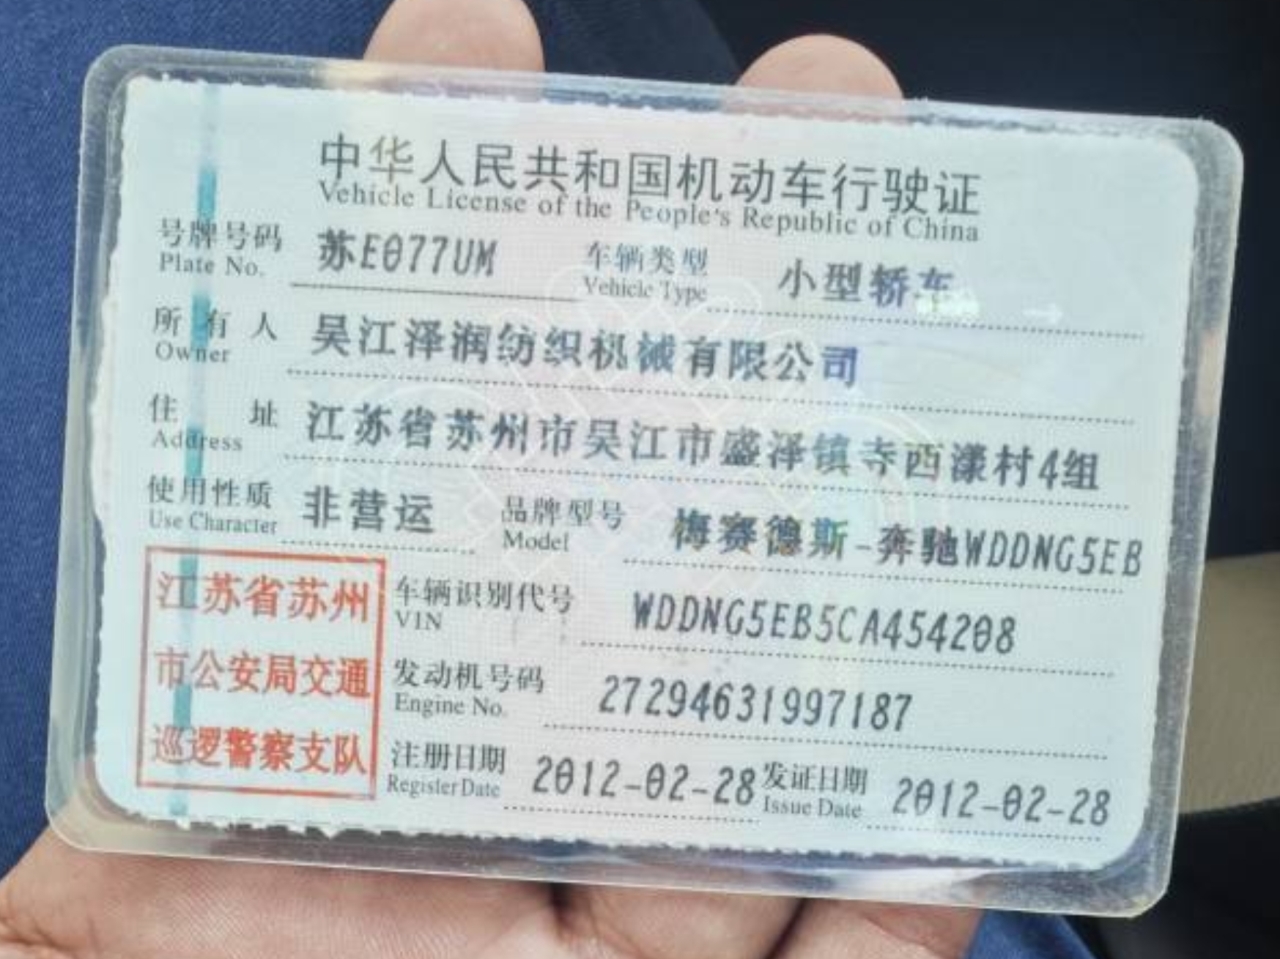 中华人民共和国机动车行驶证
Vehicle License of the People's Republic of China
号牌号码 苏E077UM 车辆类型 小型轿车
Plate No. Vehicle Type
所有人 吴江泽润纺织机械有限公司
Owner
住址 江苏省苏州市吴江市盛泽镇寺西漾村4组
Address
使用性质 非营运 品牌型号 梅赛德斯-奔驰WDDNG5EB
Use Character Model
江苏省苏州
市公安局交通
巡逻警察支队
车辆识别代号 WDDNG5EB5CA454208
VIN
发动机号码 27294631997187
Engine No.
注册日期 2012-02-28 发证日期 2012-02-28
Register Date Issue Date